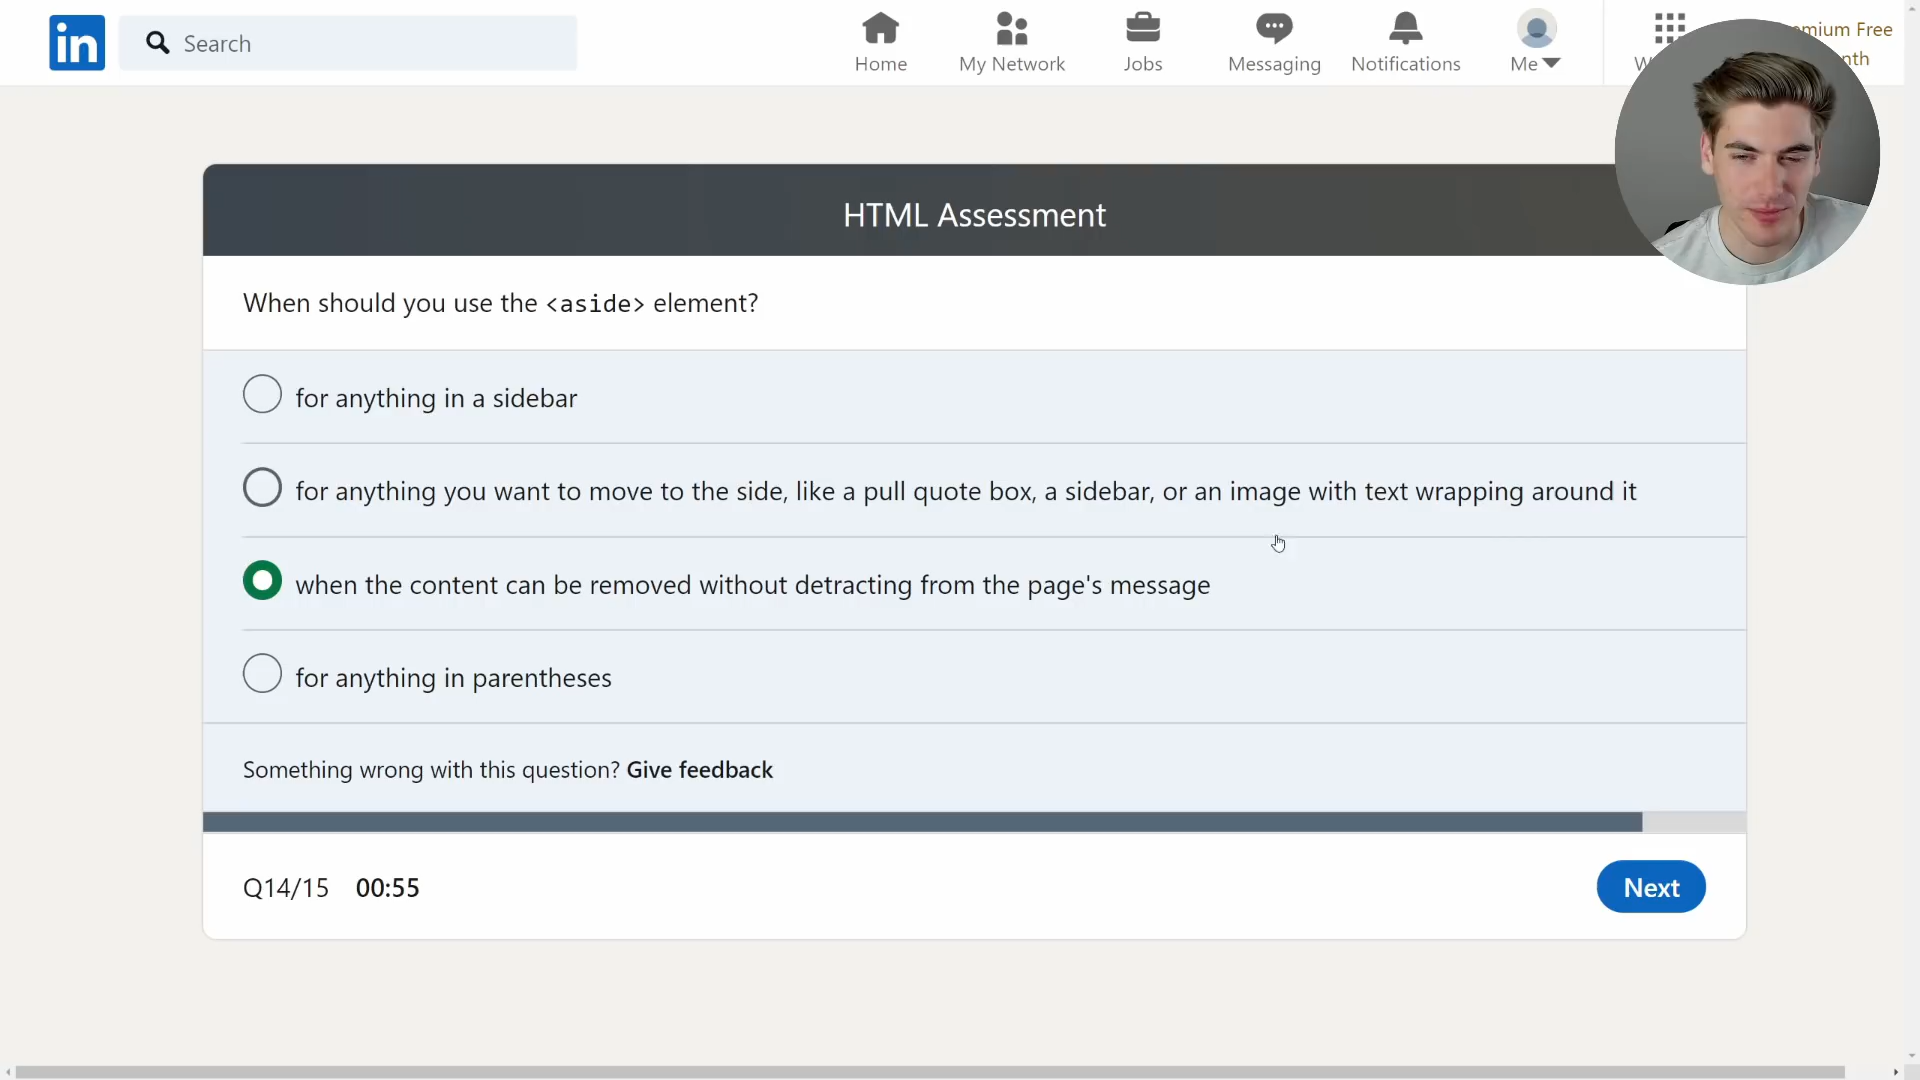 in
Search
Home
My Network
Jobs
Messaging
Notifications
Me
Free
HTML Assessment
When should you use the <aside> element?
for anything in a sidebar
for anything you want to move to the side, like a pull quote box, a sidebar, or an image with text wrapping around it
when the content can be removed without detracting from the page's message
for anything in parentheses
Something wrong with this question? Give feedback
Q14/15 00:55
Next